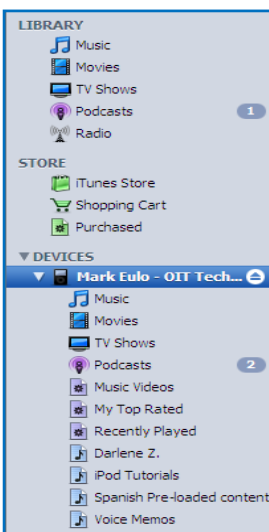 LIBRARY
Music
Movies
TV Shows
Podcasts 1
Radio
STORE
iTunes Store
Shopping Cart
Purchased
DEVICES
Mark Eulo - OIT Tech...
Music
Movies
TV Shows
Podcasts 2
Music Videos
My Top Rated
Recently Played
Darlene Z.
iPod Tutorials
Spanish Pre-loaded content
Voice Memos